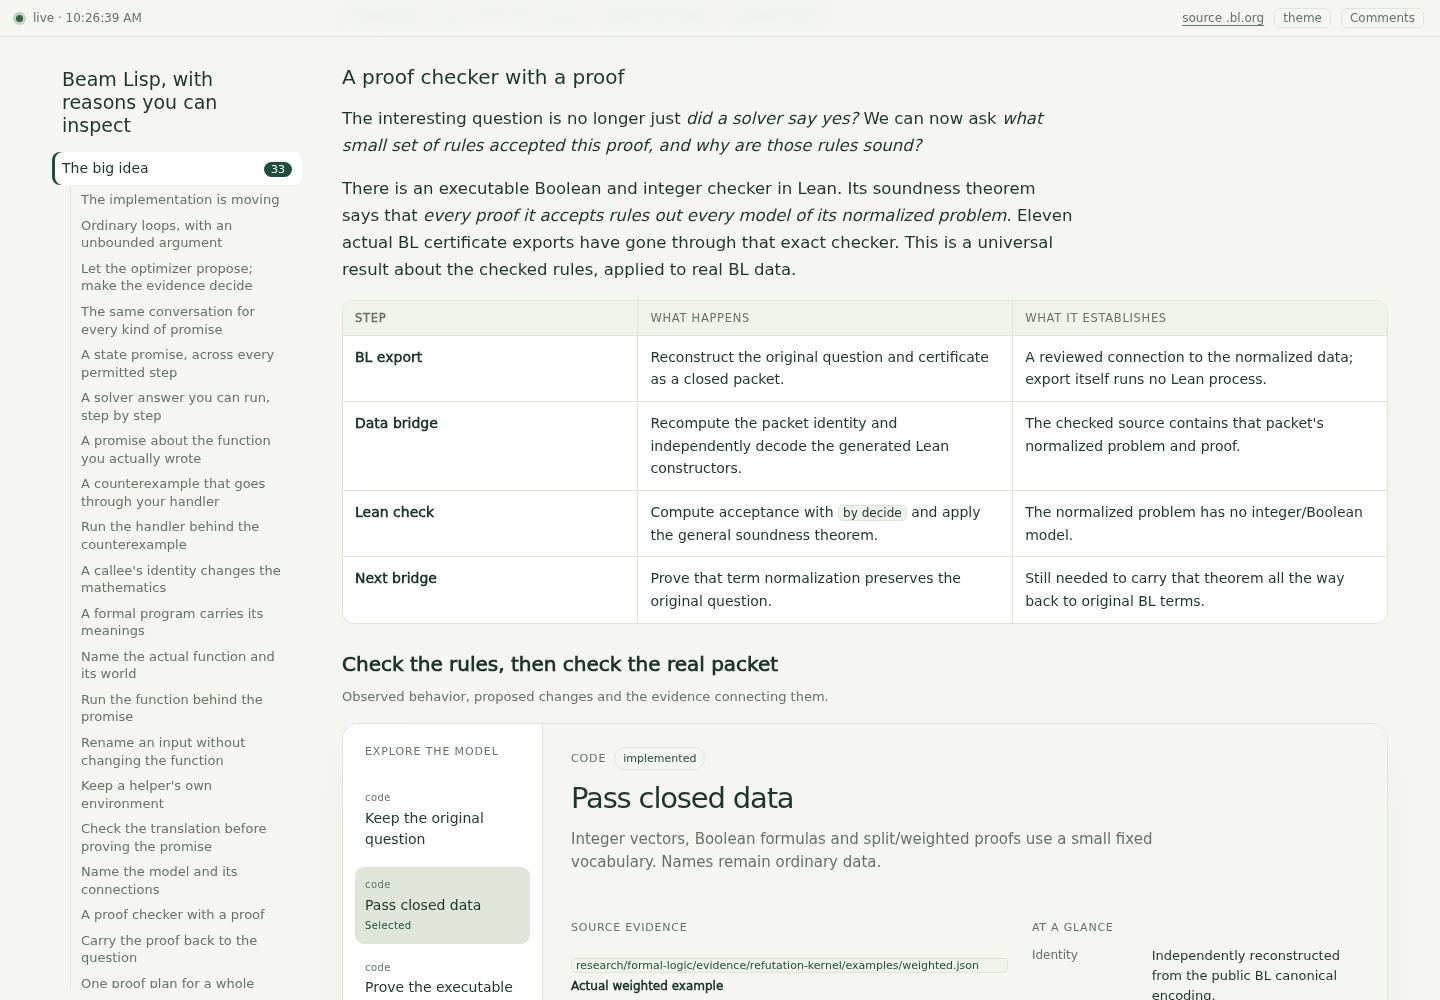 live · 10:26:39 AM
source .bl.org
theme
Comments
Beam Lisp, with
reasons you can
inspect
The big idea
33
The implementation is moving
Ordinary loops, with an
unbounded argument
Let the optimizer propose;
make the evidence decide
The same conversation for
every kind of promise
A state promise, across every
permitted step
A solver answer you can run,
step by step
A promise about the function
you actually wrote
A counterexample that goes
through your handler
Run the handler behind the
counterexample
A callee's identity changes the
mathematics
A formal program carries its
meanings
Name the actual function and
its world
Run the function behind the
promise
Rename an input without
changing the function
Keep a helper's own
environment
Check the translation before
proving the promise
Name the model and its
connections
A proof checker with a proof
Carry the proof back to the
question
One proof plan for a whole
A proof checker with a proof
The interesting question is no longer just did a solver say yes? We can now ask what
small set of rules accepted this proof, and why are those rules sound?
There is an executable Boolean and integer checker in Lean. Its soundness theorem
says that every proof it accepts rules out every model of its normalized problem. Eleven
actual BL certificate exports have gone through that exact checker. This is a universal
result about the checked rules, applied to real BL data.
STEP
WHAT HAPPENS
WHAT IT ESTABLISHES
BL export
Reconstruct the original question and certificate
as a closed packet.
A reviewed connection to the normalized data;
export itself runs no Lean process.
Data bridge
Recompute the packet identity and
independently decode the generated Lean
constructors.
The checked source contains that packet's
normalized problem and proof.
Lean check
Compute acceptance with by decide and apply
the general soundness theorem.
The normalized problem has no integer/Boolean
model.
Next bridge
Prove that term normalization preserves the
original question.
Still needed to carry that theorem all the way
back to original BL terms.
Check the rules, then check the real packet
Observed behavior, proposed changes and the evidence connecting them.
EXPLORE THE MODEL
code
Keep the original
question
code
Pass closed data
Selected
code
Prove the executable
CODE
implemented
Pass closed data
Integer vectors, Boolean formulas and split/weighted proofs use a small fixed
vocabulary. Names remain ordinary data.
SOURCE EVIDENCE
research/formal-logic/evidence/refutation-kernel/examples/weighted.json
Actual weighted example
AT A GLANCE
Identity
Independently reconstructed
from the public BL canonical
encoding.